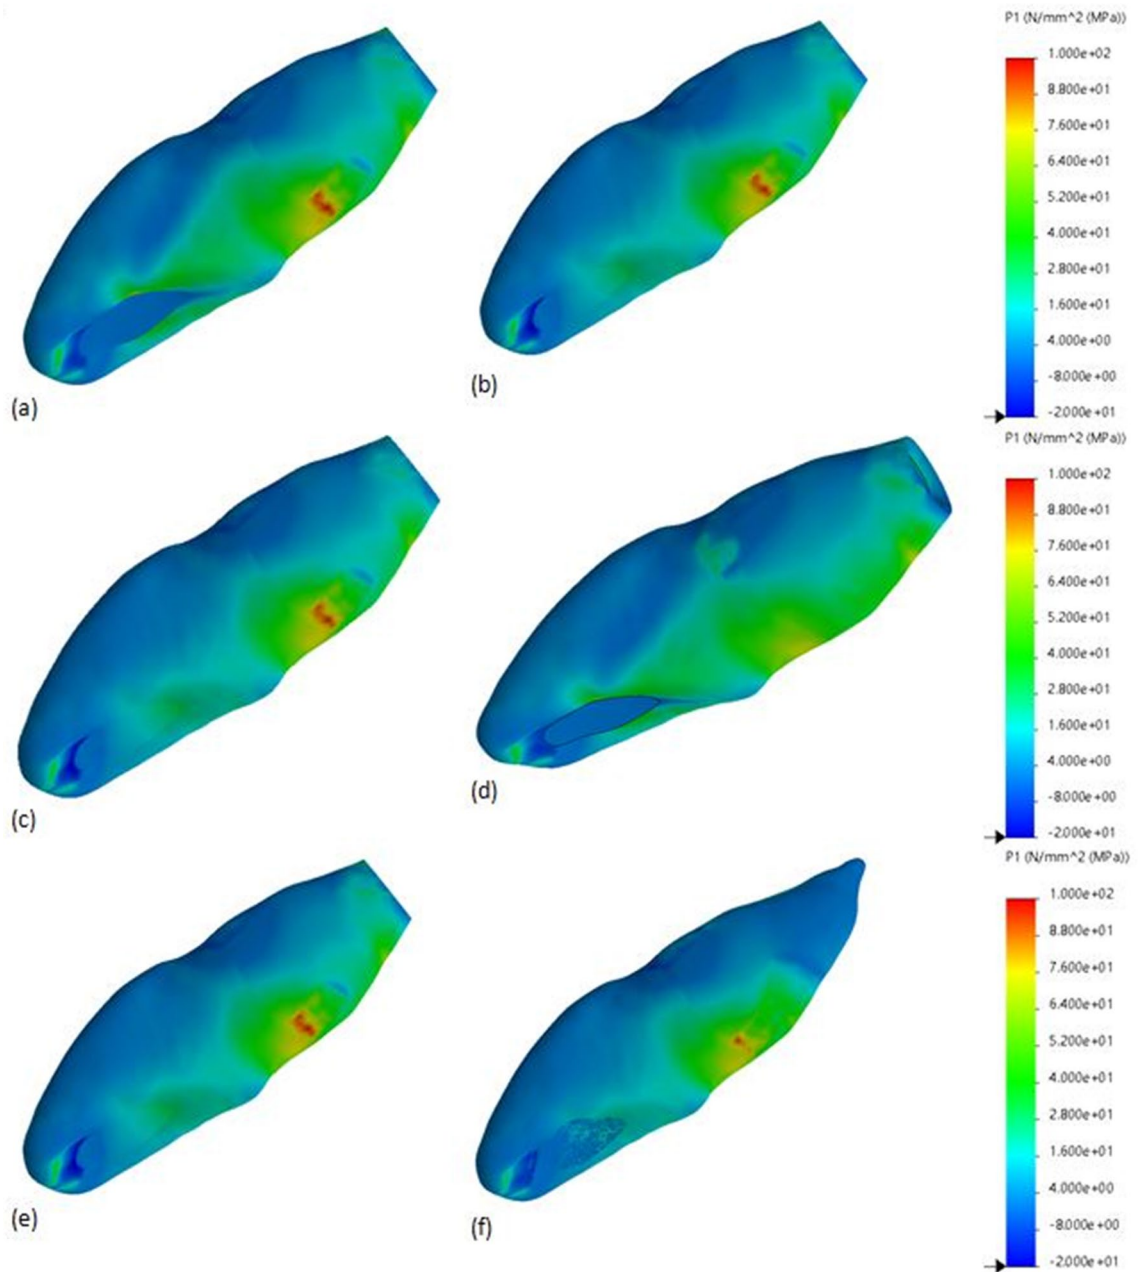 P1 (N/mm^2 (MPa))
1.000e+02
8.800e+01
7.600e+01
6.400e+01
5.200e+01
4.000e+01
2.800e+01
1.600e+01
4.000e+00
-8.000e+00
-2.000e+01
(a)
(b)
P1 (N/mm^2 (MPa))
1.000e+02
8.800e+01
7.600e+01
6.400e+01
5.200e+01
4.000e+01
2.800e+01
1.600e+01
4.000e+00
-8.000e+00
-2.000e+01
(c)
(d)
P1 (N/mm^2 (MPa))
1.000e+02
8.800e+01
7.600e+01
6.400e+01
5.200e+01
4.000e+01
2.800e+01
1.600e+01
4.000e+00
-8.000e+00
-2.000e+01
(e)
(f)